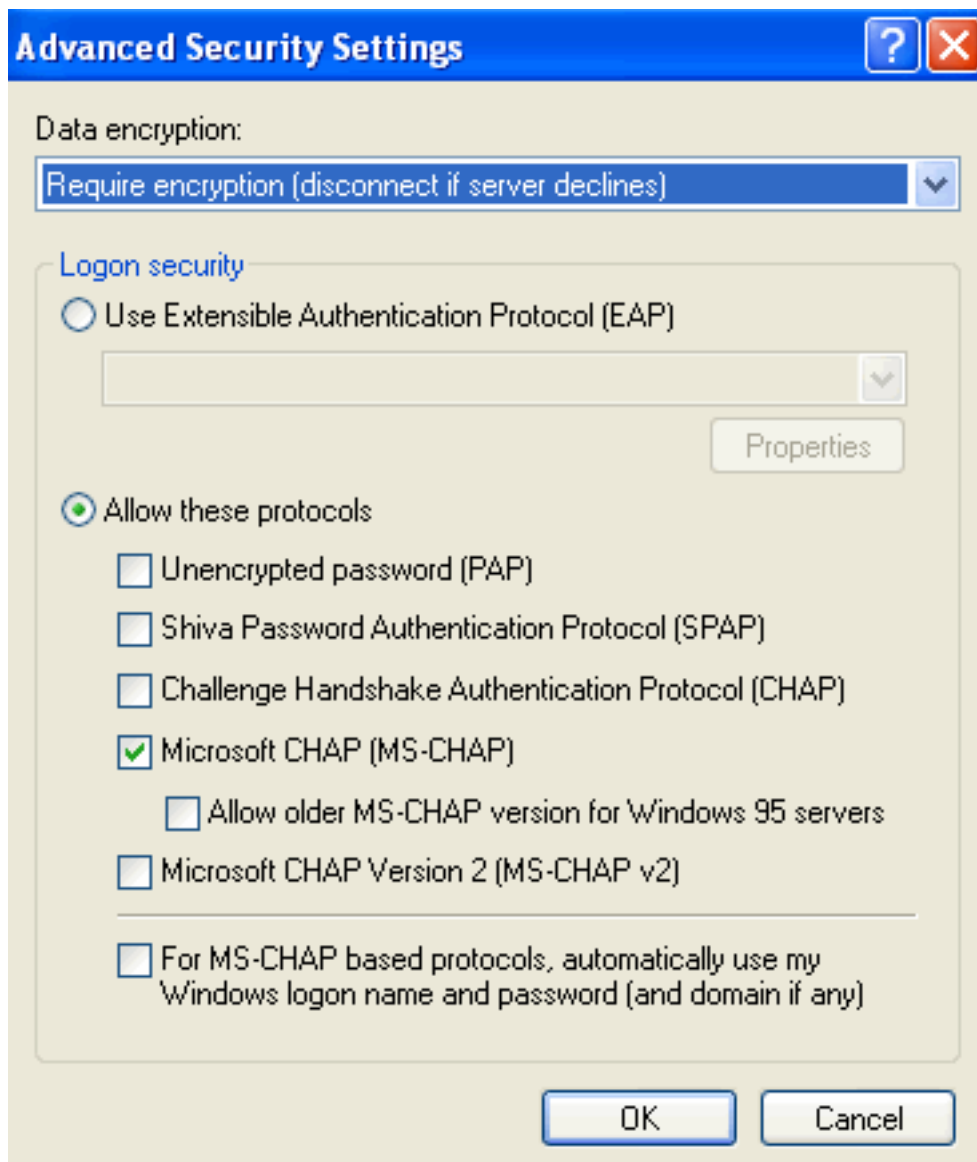 Advanced Security Settings
Data encryption:
Require encryption (disconnect if server declines)
Logon security
Use Extensible Authentication Protocol (EAP)
Properties
Allow these protocols
Unencrypted password (PAP)
Shiva Password Authentication Protocol (SPAP)
Challenge Handshake Authentication Protocol (CHAP)
Microsoft CHAP (MS-CHAP)
Allow older MS-CHAP version for Windows 95 servers
Microsoft CHAP Version 2 (MS-CHAP v2)
For MS-CHAP based protocols, automatically use my
Windows logon name and password (and domain if any)
OK Cancel